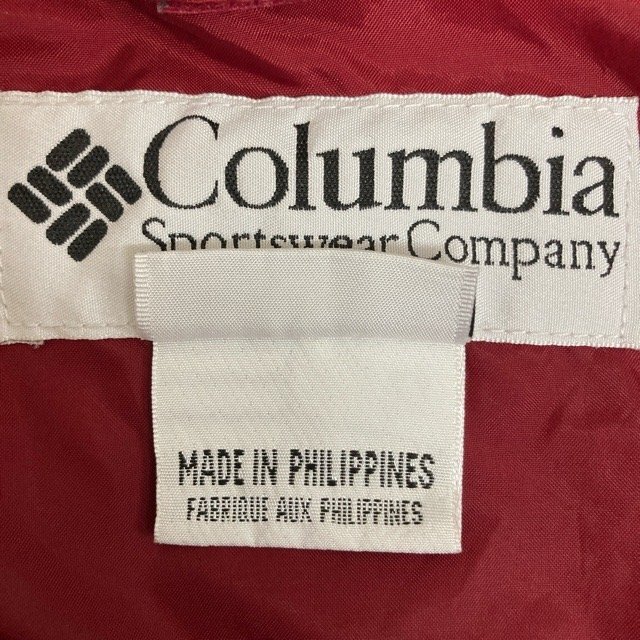 Columbia
Sportswear Company
MADE IN PHILIPPINES
FABRIQUE AUX PHILIPPINES